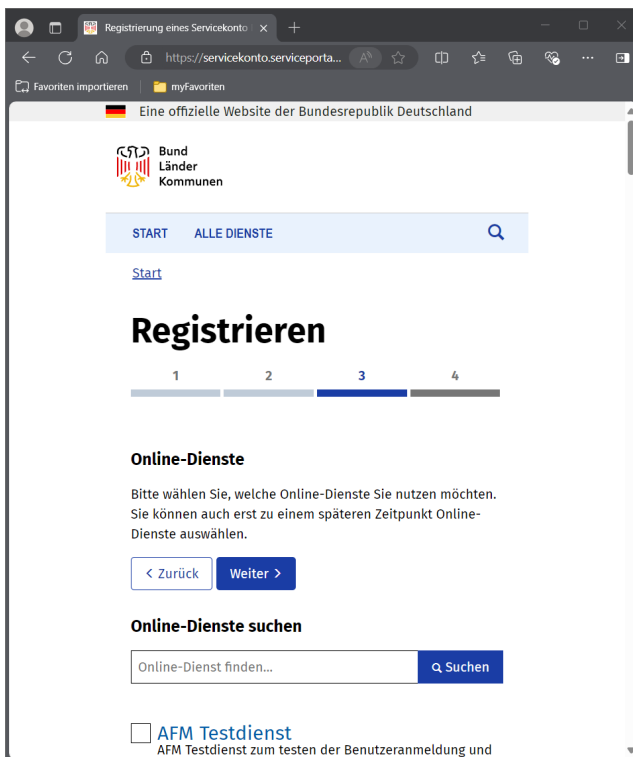 Registrierung eines Servicekonto
https://servicekonto.serviceporta...
Favoriten importieren
myFavoriten
Eine offizielle Website der Bundesrepublik Deutschland
Bund
Länder
Kommunen
START ALLE DIENSTE
Start
Registrieren
1 2 3 4
Online-Dienste
Bitte wählen Sie, welche Online-Dienste Sie nutzen möchten.
Sie können auch erst zu einem späteren Zeitpunkt Online-
Dienste auswählen.
< Zurück Weiter >
Online-Dienste suchen
Online-Dienst finden... Suchen
AFM Testdienst
AFM Testdienst zum testen der Benutzeranmeldung und